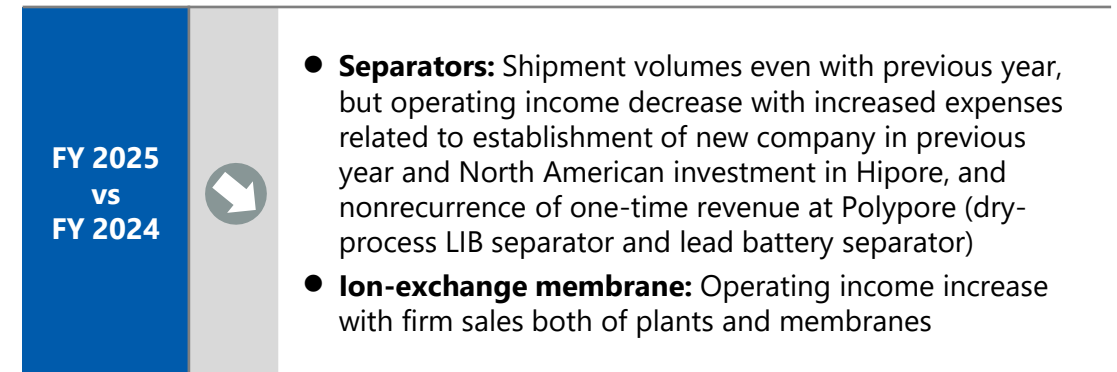 FY 2025
vs
FY 2024
● Separators: Shipment volumes even with previous year,
but operating income decrease with increased expenses
related to establishment of new company in previous
year and North American investment in Hipore, and
nonrecurrence of one-time revenue at Polypore (dry-
process LIB separator and lead battery separator)
● Ion-exchange membrane: Operating income increase
with firm sales both of plants and membranes